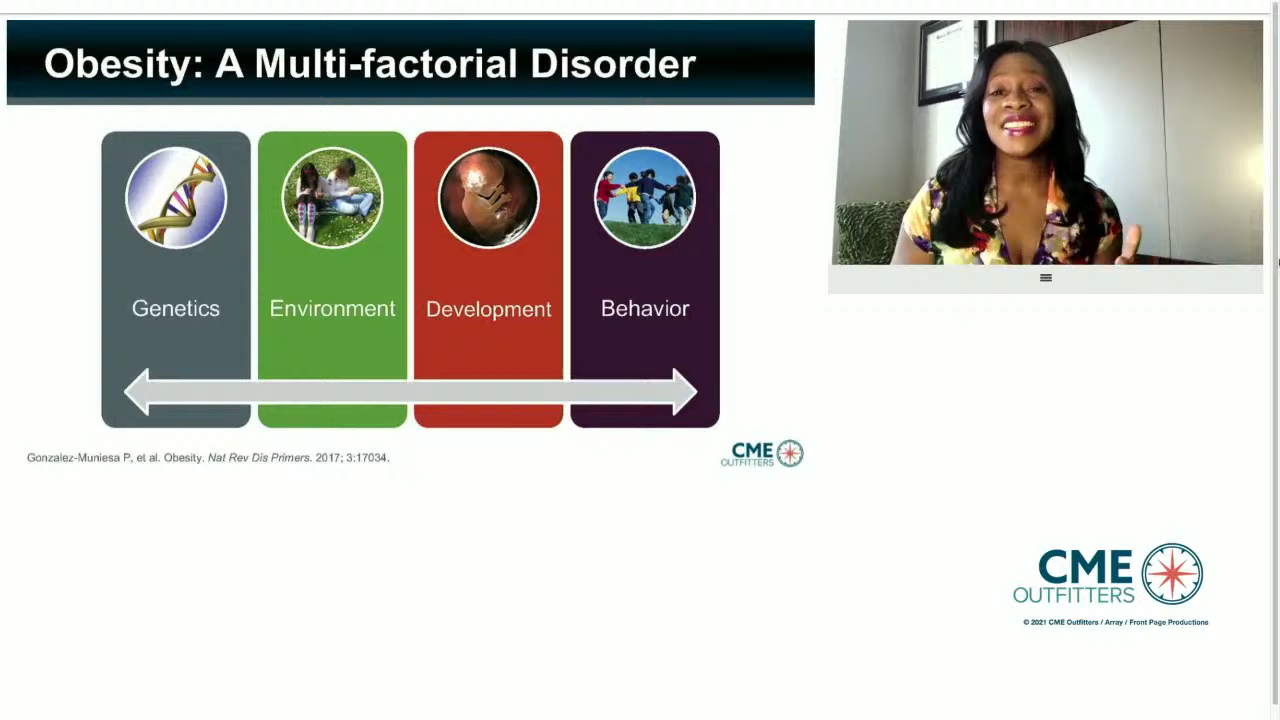 Obesity: A Multi-factorial Disorder
Genetics
Environment
Development
Behavior
Gonzalez-Muniesa P, et al. Obesity. Nat Rev Dis Primers. 2017; 3:17034.
CME
OUTFITTERS
CME
OUTFITTERS
© 2021 CME Outfitters / Array / Front Page Productions